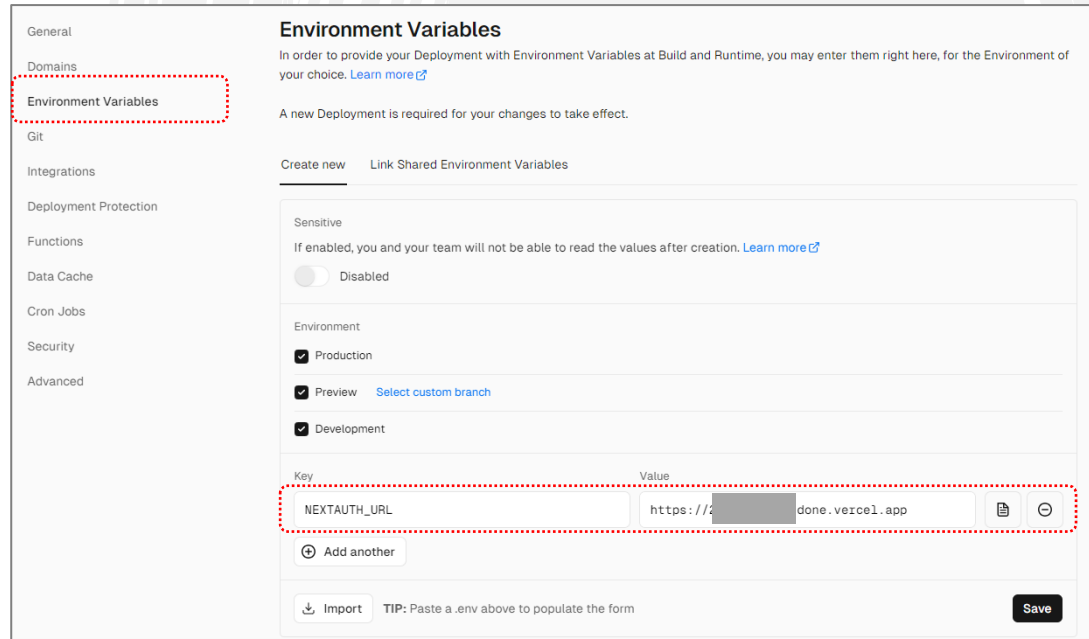 General
Domains
Environment Variables
Git
Integrations
Deployment Protection
Functions
Data Cache
Cron Jobs
Security
Advanced
Environment Variables
In order to provide your Deployment with Environment Variables at Build and Runtime, you may enter them right here, for the Environment of
your choice. Learn more
A new Deployment is required for your changes to take effect.
Create new Link Shared Environment Variables
Sensitive
If enabled, you and your team will not be able to read the values after creation. Learn more
Disabled
Environment
Production
Preview Select custom branch
Development
Key Value
NEXTAUTH_URL https:// done.vercel.app
Add another
Import TIP: Paste a .env above to populate the form Save